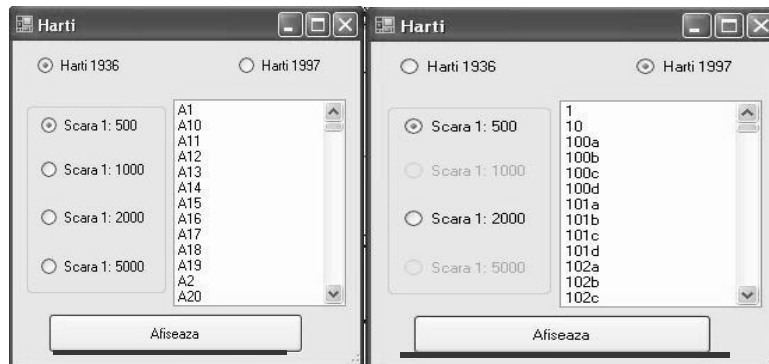 Harti
Harti 1936 Harti 1997
Scara 1: 500
Scara 1: 1000
Scara 1: 2000
Scara 1: 5000
A1
A10
A11
A12
A13
A14
A15
A16
A17
A18
A19
A2
A20
Afiseaza
Harti
Harti 1936 Harti 1997
Scara 1: 500
Scara 1: 1000
Scara 1: 2000
Scara 1: 5000
1
10
100a
100b
100c
100d
101a
101b
101c
101d
102a
102b
102c
Afiseaza